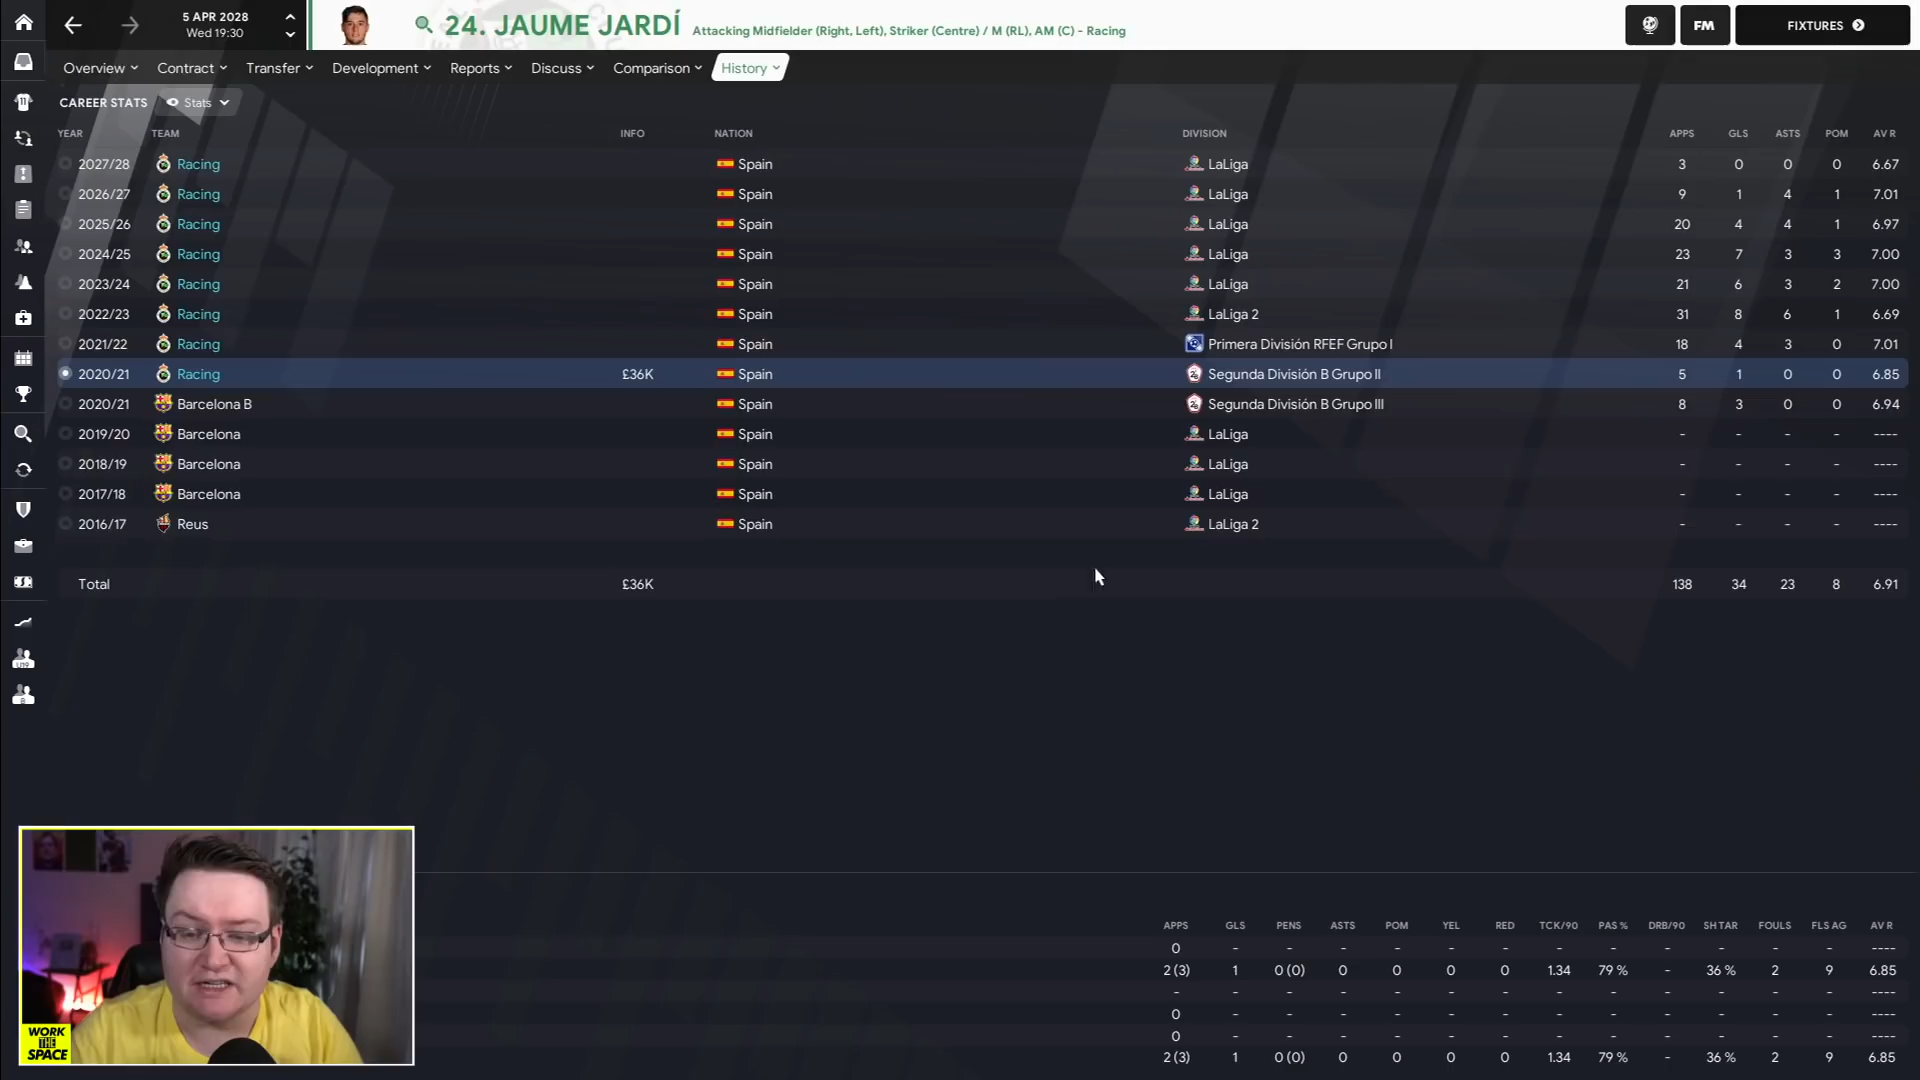 5 APR 2028
Wed 19:30
24. JAUME JARDÍ
Attacking Midfielder (Right, Left), Striker (Centre) / M (RL), AM (C) - Racing
FM
FIXTURES
Overview Contract Transfer Development Reports Discuss Comparison History
CAREER STATS Stats
YEAR TEAM INFO NATION DIVISION APPS GLS ASTS POM AV R
2027/28 Racing Spain LaLiga 3 0 0 0 6.67
2026/27 Racing Spain LaLiga 9 1 4 1 7.01
2025/26 Racing Spain LaLiga 20 4 4 1 6.97
2024/25 Racing Spain LaLiga 23 7 3 3 7.00
2023/24 Racing Spain LaLiga 21 6 3 2 7.00
2022/23 Racing Spain LaLiga 2 31 8 6 1 6.69
2021/22 Racing Spain Primera División RFEF Grupo I 18 4 3 0 7.01
2020/21 Racing £36K Spain Segunda División B Grupo II 5 1 0 0 6.85
2020/21 Barcelona B Spain Segunda División B Grupo III 8 3 0 0 6.94
2019/20 Barcelona Spain LaLiga - - - - ----
2018/19 Barcelona Spain LaLiga - - - - ----
2017/18 Barcelona Spain LaLiga - - - - ----
2016/17 Reus Spain LaLiga 2 - - - - ----
Total £36K 138 34 23 8 6.91
APPS GLS PENS ASTS POM YEL RED TCK/90 PAS % DRB/90 SH TAR FOULS FLS AG AV R
0 - - - - - - - - - - - - ----
2 (3) 1 0 (0) 0 0 0 0 1.34 79 % - 36 % 2 9 6.85
- - - - - - - - - - - - - ----
0 - - - - - - - - - - - - ----
0 - - - - - - - - - - - - ----
2 (3) 1 0 (0) 0 0 0 0 1.34 79 % - 36 % 2 9 6.85
WORK
THE
SPACE